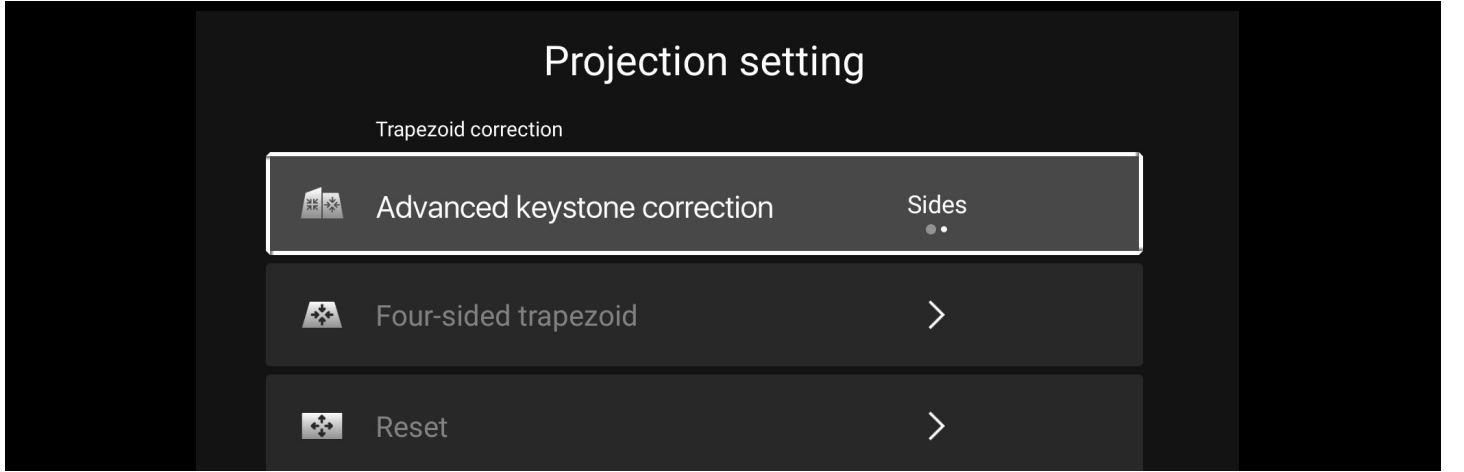 Projection setting
Trapezoid correction
Advanced keystone correction
Sides
Four-sided trapezoid
Reset